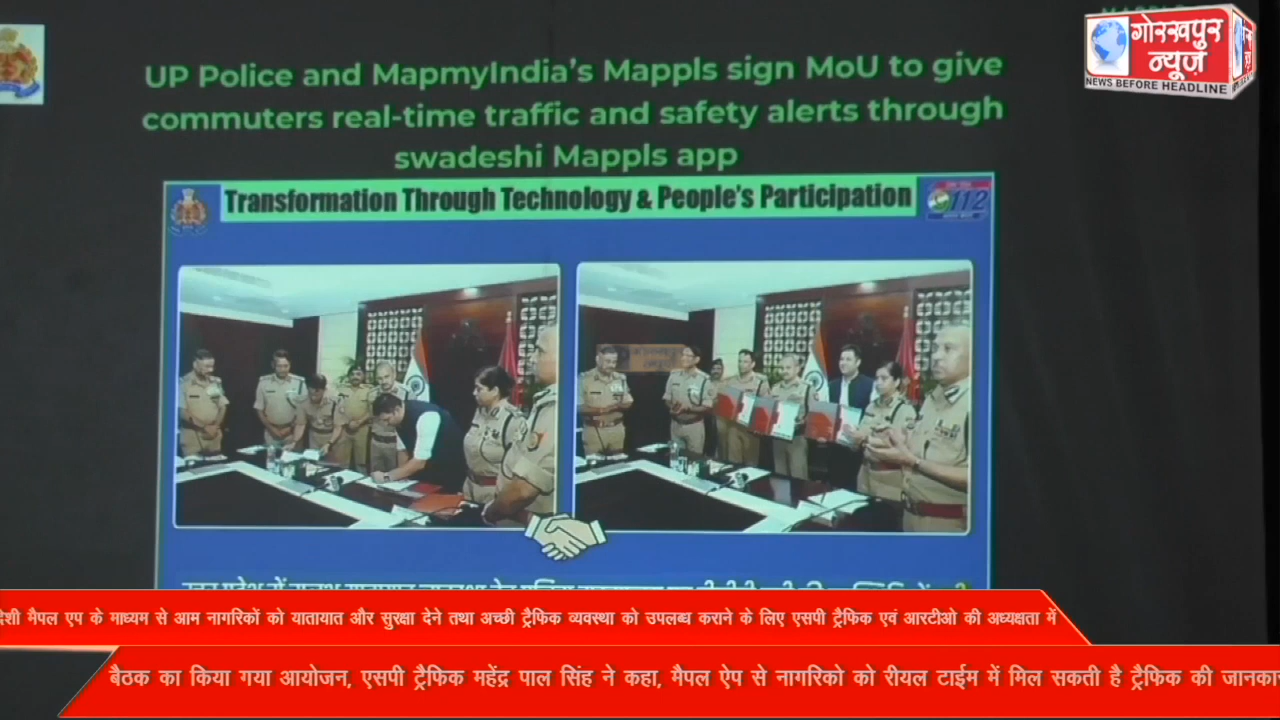 गोरखपुर
न्यूज़
NEWS BEFORE HEADLINE
UP Police and MapmyIndia's Mappls sign MoU to give
commuters real-time traffic and safety alerts through
swadeshi Mappls app
Transformation Through Technology & People's Participation
112
देशी मैपल एप के माध्यम से आम नागरिकों को यातायात और सुरक्षा देने तथा अच्छी ट्रैफिक व्यवस्था को उपलब्ध कराने के लिए एसपी ट्रैफिक एवं आरटीओ की अध्यक्षता में
बैठक का किया गया आयोजन, एसपी ट्रैफिक महेंद्र पाल सिंह ने कहा, मैपल ऐप से नागरिको को रीयल टाईम में मिल सकती है ट्रैफिक की जानकार